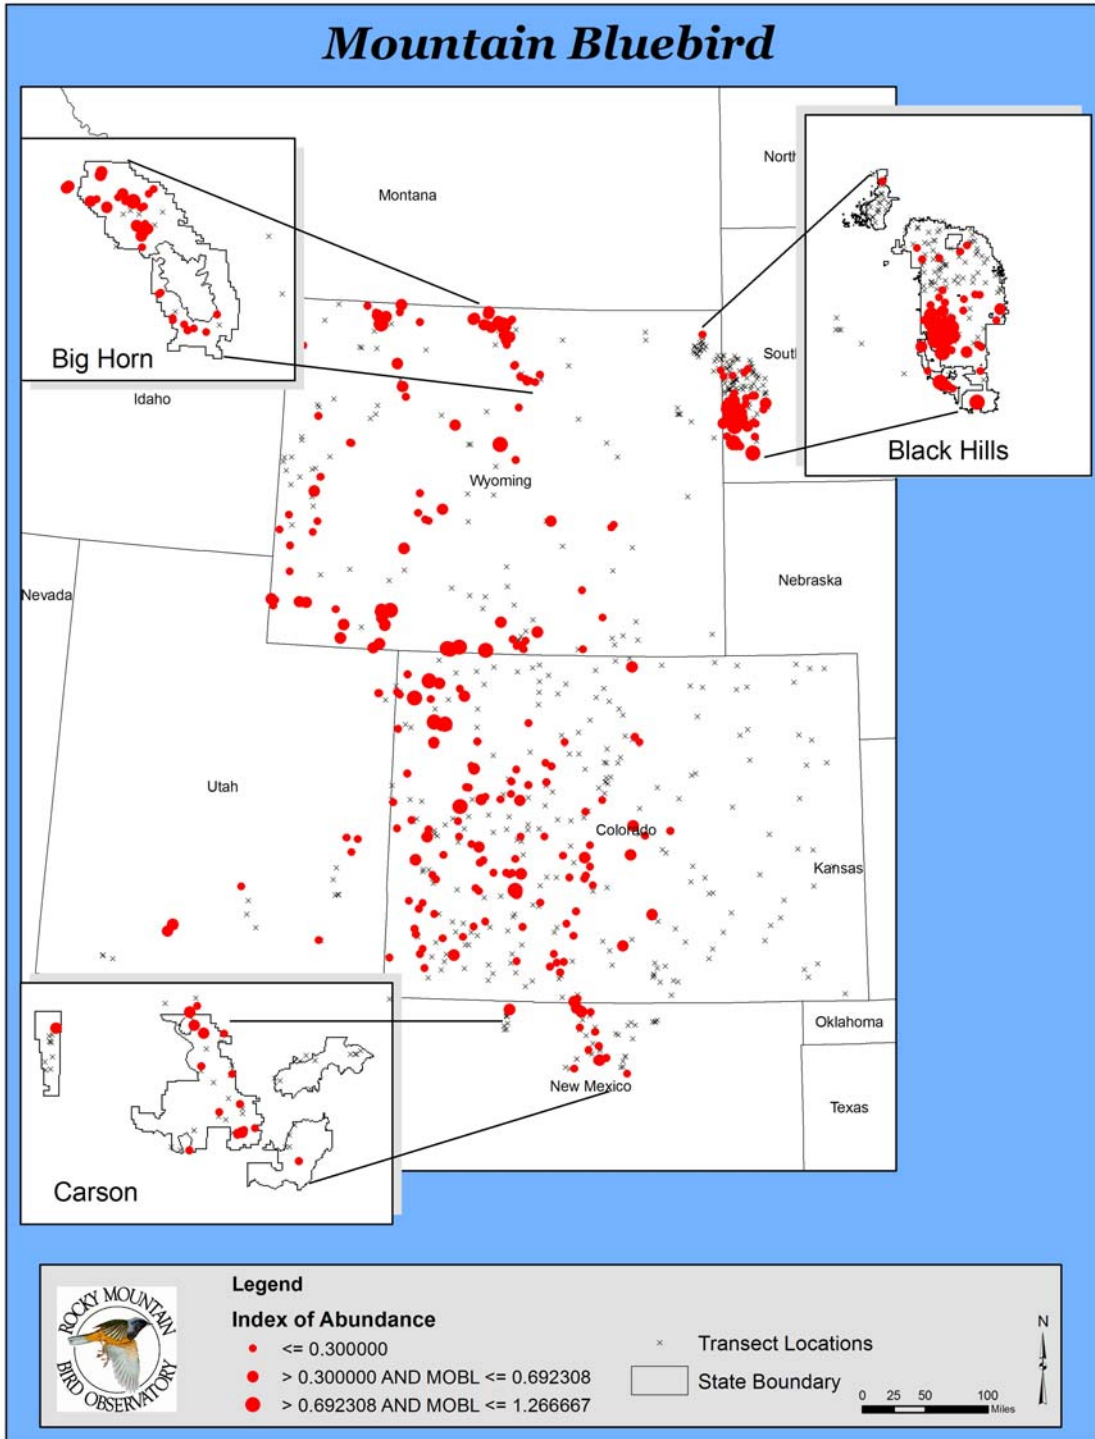 Mountain Bluebird
Montana
North
Big Horn
Idaho
South
Black Hills
Wyoming
Nebraska
Nevada
Utah
Colorado
Kansas
Oklahoma
New Mexico
Texas
Carson
ROCKY MOUNTAIN
BIRD OBSERVATORY
Legend
Index of Abundance
<= 0.300000
> 0.300000 AND MOBL <= 0.692308
> 0.692308 AND MOBL <= 1.266667
Transect Locations
State Boundary
N
0 25 50 100
Miles